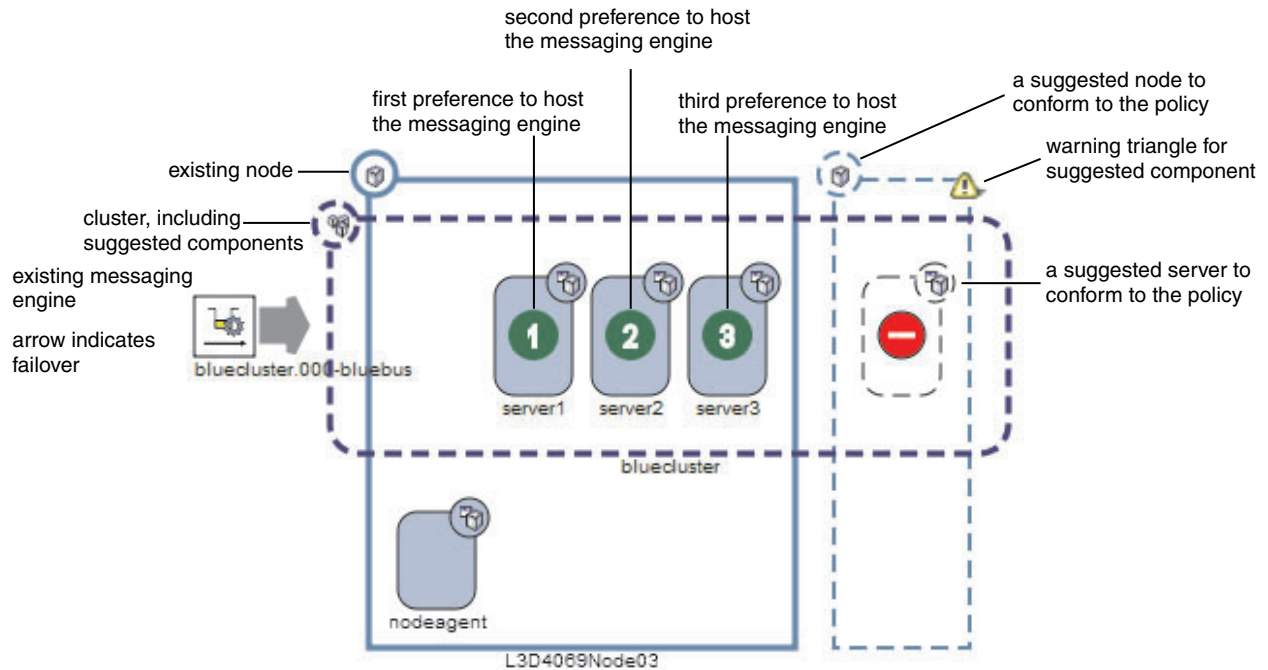 second preference to host
the messaging engine
first preference to host
the messaging engine
third preference to host
the messaging engine
a suggested node to
conform to the policy
warning triangle for
suggested component
existing node
cluster, including
suggested components
existing messaging
engine
arrow indicates
failover
bluecluster.000-bluebus
a suggested server to
conform to the policy
1
2
3
server1
server2
server3
bluecluster
nodeagent
L3D4069Node03